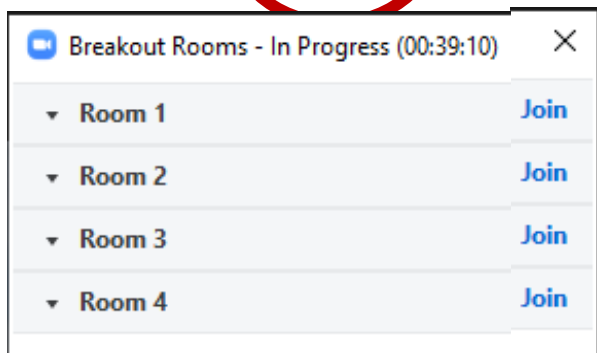 Breakout Rooms - In Progress (00:39:10)
Room 1 Join
Room 2 Join
Room 3 Join
Room 4 Join